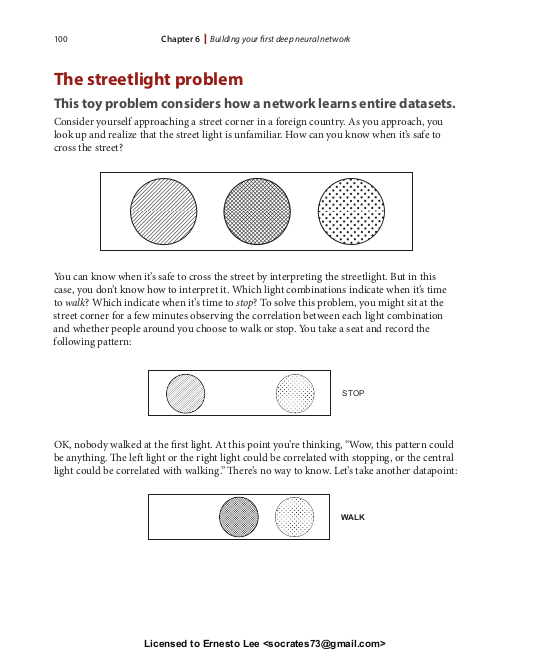 100
Chapter 6 | Building your first deep neural network
The streetlight problem
This toy problem considers how a network learns entire datasets.
Consider yourself approaching a street corner in a foreign country. As you approach, you
look up and realize that the street light is unfamiliar. How can you know when it's safe to
cross the street?
You can know when it's safe to cross the street by interpreting the streetlight. But in this
case, you don't know how to interpret it. Which light combinations indicate when it's time
to walk? Which indicate when it's time to stop? To solve this problem, you might sit at the
street corner for a few minutes observing the correlation between each light combination
and whether people around you choose to walk or stop. You take a seat and record the
following pattern:
STOP
OK, nobody walked at the first light. At this point you're thinking, “Wow, this pattern could
be anything. The left light or the right light could be correlated with stopping, or the central
light could be correlated with walking.” There's no way to know. Let's take another datapoint:
WALK
Licensed to Ernesto Lee <socrates73@gmail.com>